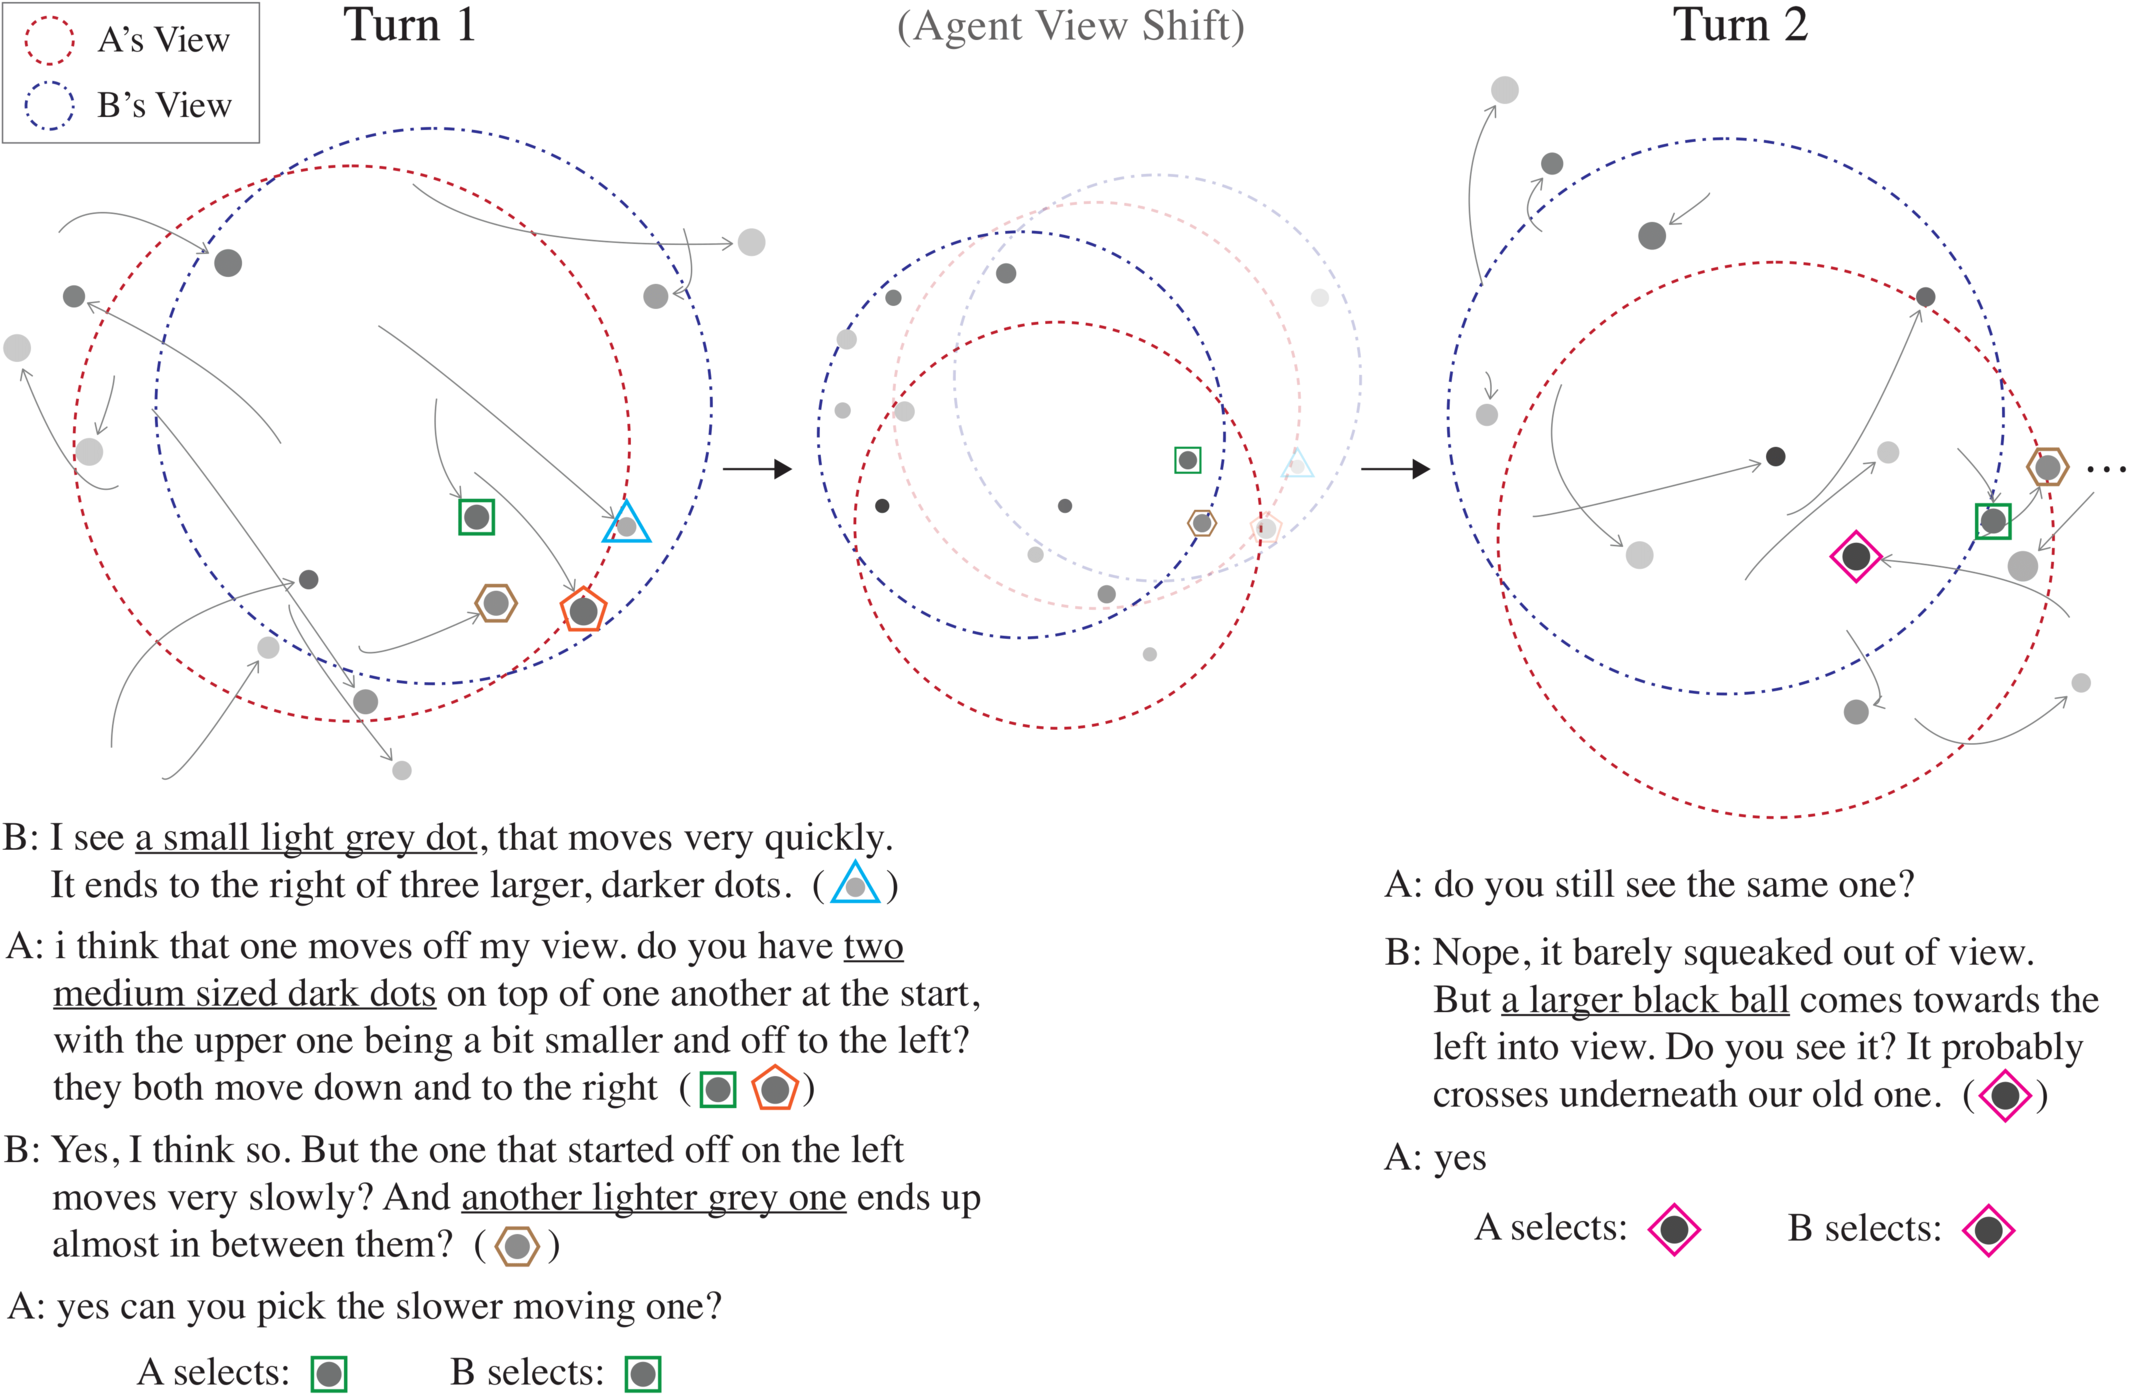 Turn 1
(Agent View Shift)
Turn 2
A's View
B's View
B: I see a small light grey dot, that moves very quickly.
It ends to the right of three larger, darker dots. ( )
A: i think that one moves off my view. do you have two
medium sized dark dots on top of one another at the start,
with the upper one being a bit smaller and off to the left?
they both move down and to the right ( )
B: Yes, I think so. But the one that started off on the left
moves very slowly? And another lighter grey one ends up
almost in between them? ( )
A: yes can you pick the slower moving one?
A selects: B selects:
...
A: do you still see the same one?
B: Nope, it barely squeaked out of view.
But a larger black ball comes towards the
left into view. Do you see it? It probably
crosses underneath our old one. ( )
A: yes
A selects: B selects: